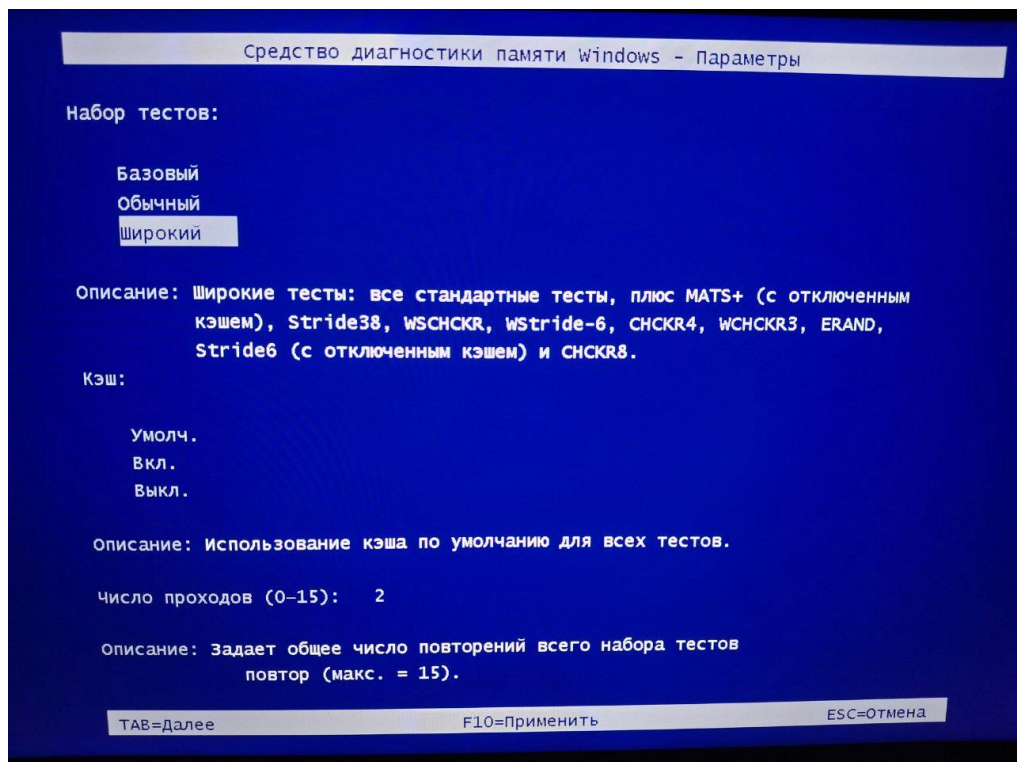 Средство диагностики памяти Windows - Параметры
Набор тестов:
Базовый
Обычный
Широкий
Описание: Широкие тесты: все стандартные тесты, плюс MATS+ (с отключенным
кэшем), Stride38, WSCHCKR, WStride-6, CHCKR4, WCHCKR3, ERAND,
Stride6 (с отключенным кэшем) и CHCKR8.
Кэш:
Умолч.
Вкл.
Выкл.
Описание: Использование кэша по умолчанию для всех тестов.
Число проходов (0–15): 2
Описание: Задает общее число повторений всего набора тестов
повтор (макс. = 15).
TAB=Далее F10=Применить ESC=Отмена